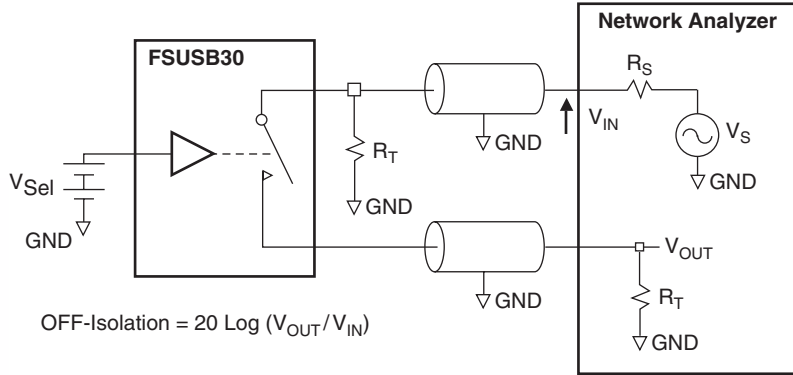 Network Analyzer
FSUSB30
R_S
V_IN
V_S
GND
GND
R_T
GND
V_Sel
GND
V_OUT
GND
R_T
GND
OFF-Isolation = 20 Log (V_OUT/V_IN)